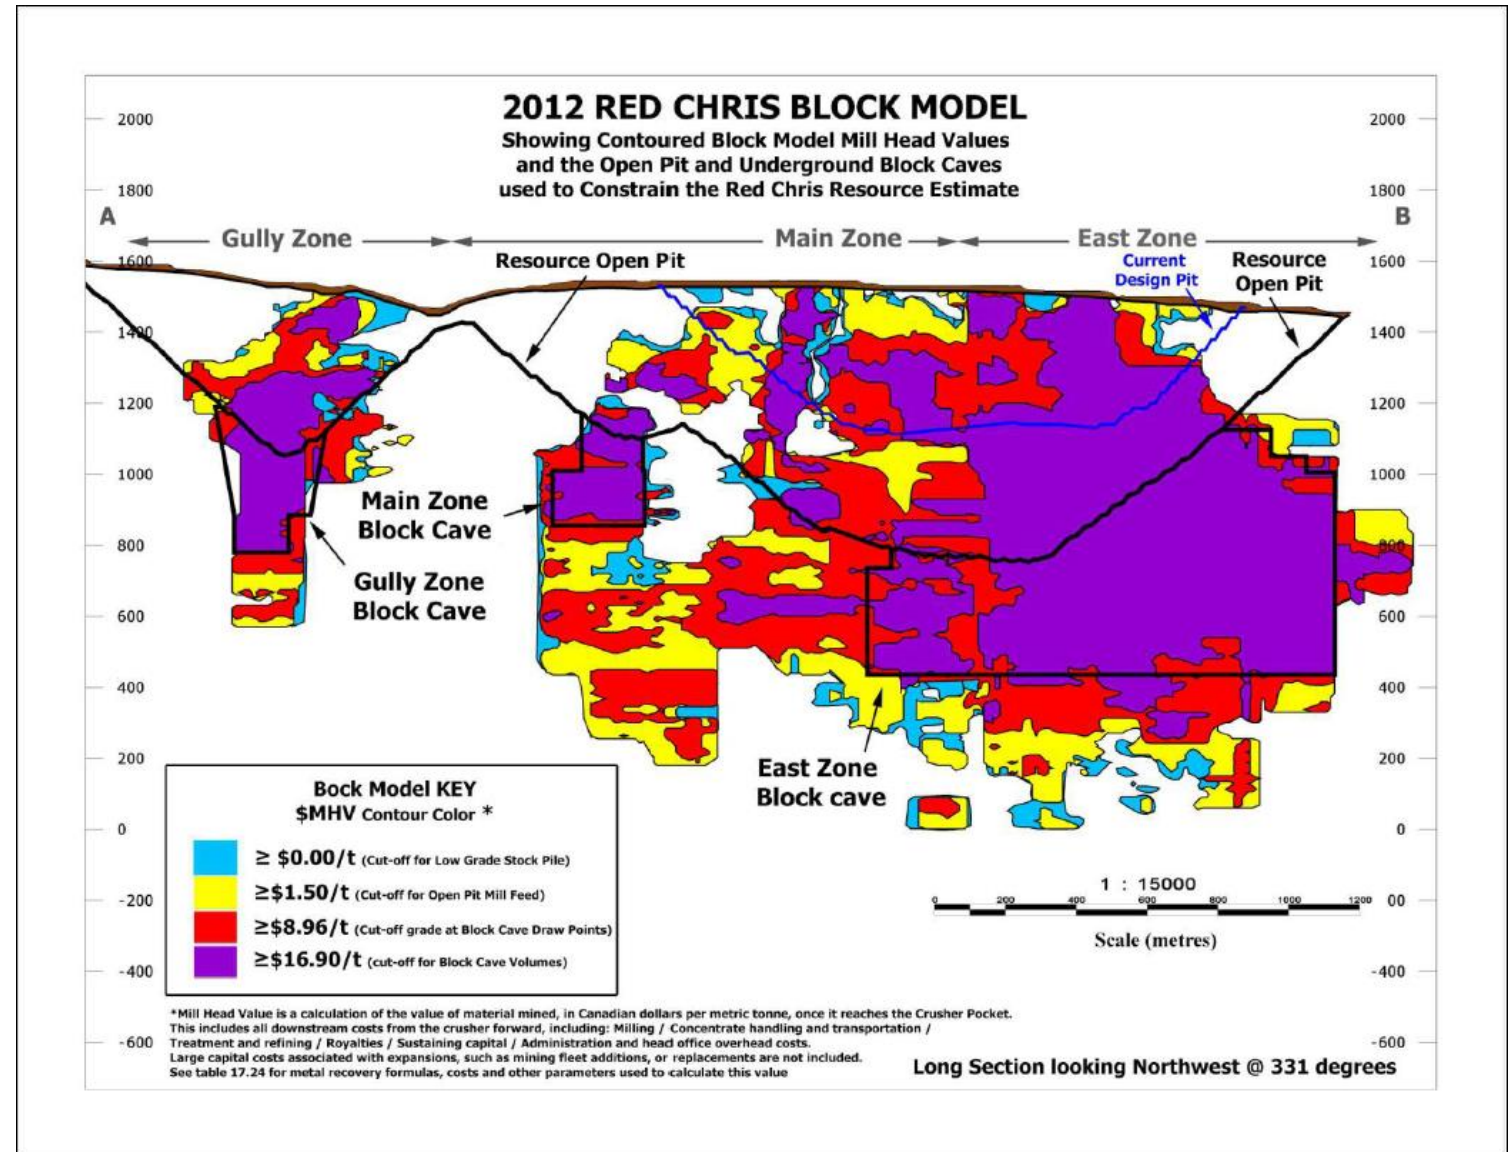 2012 RED CHRIS BLOCK MODEL
Showing Contoured Block Model Mill Head Values
and the Open Pit and Underground Block Caves
used to Constrain the Red Chris Resource Estimate
2000
2000
1800
1800
A
B
Gully Zone
Main Zone
East Zone
1600
1600
Resource Open Pit
Current
Design Pit
Resource
Open Pit
1400
1400
1200
1200
1000
1000
Main Zone
Block Cave
800
800
Gully Zone
Block Cave
600
600
400
400
200
200
East Zone
Block cave
0
0
Bock Model KEY
$MHV Contour Color *
≥ $0.00/t (Cut-off for Low Grade Stock Pile)
≥$1.50/t (Cut-off for Open Pit Mill Feed)
≥$8.96/t (Cut-off grade at Block Cave Draw Points)
≥$16.90/t (cut-off for Block Cave Volumes)
1 : 15000
0 200 400 600 800 1000 1200
Scale (metres)
-200
00
-400
-400
-600
-600
*Mill Head Value is a calculation of the value of material mined, in Canadian dollars per metric tonne, once it reaches the Crusher Pocket.
This includes all downstream costs from the crusher forward, including: Milling / Concentrate handling and transportation /
Treatment and refining / Royalties / Sustaining capital / Administration and head office overhead costs.
Large capital costs associated with expansions, such as mining fleet additions, or replacements are not included.
See table 17.24 for metal recovery formulas, costs and other parameters used to calculate this value
Long Section looking Northwest @ 331 degrees